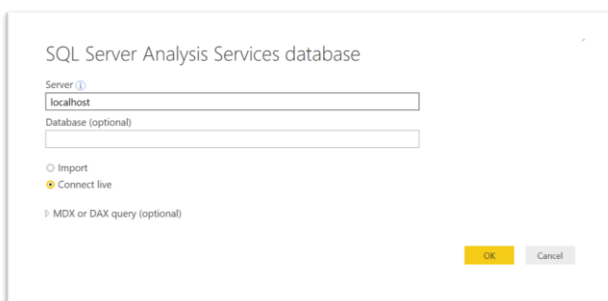 SQL Server Analysis Services database
Server
localhost
Database (optional)
Import
Connect live
MDX or DAX query (optional)
OK Cancel